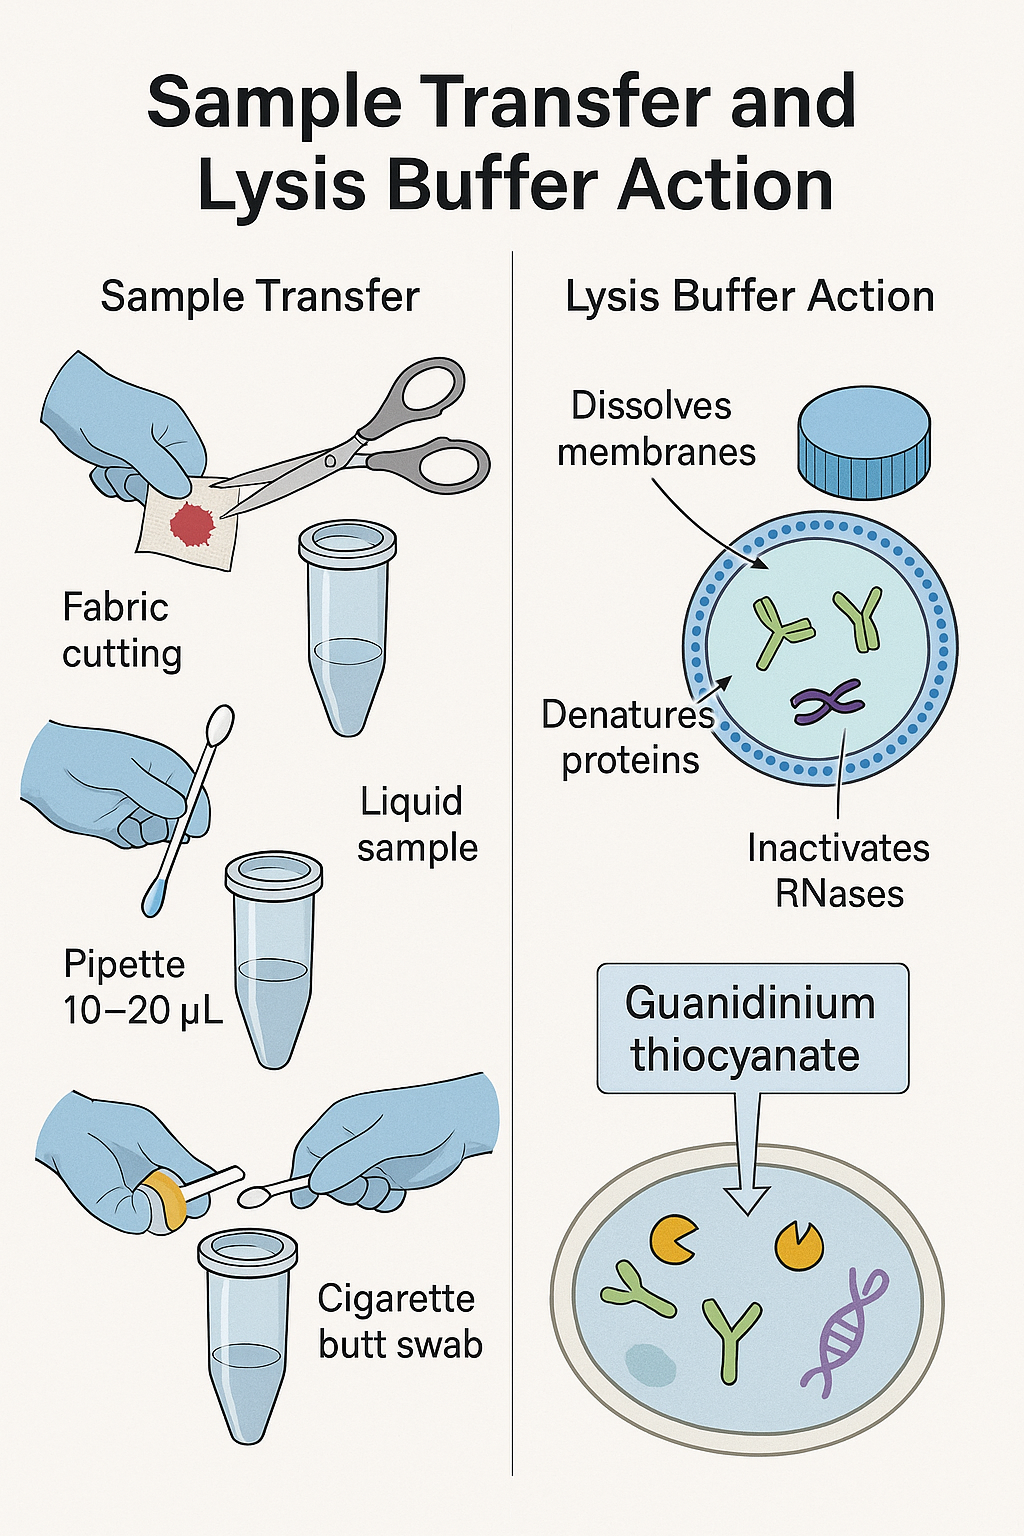 Sample Transfer and
Lysis Buffer Action
Sample Transfer
Fabric
cutting
Liquid
sample
Pipette
10–20 µL
Cigarette
butt swab
Lysis Buffer Action
Dissolves
membranes
Denatures
proteins
Inactivates
RNases
Guanidinium
thiocyanate